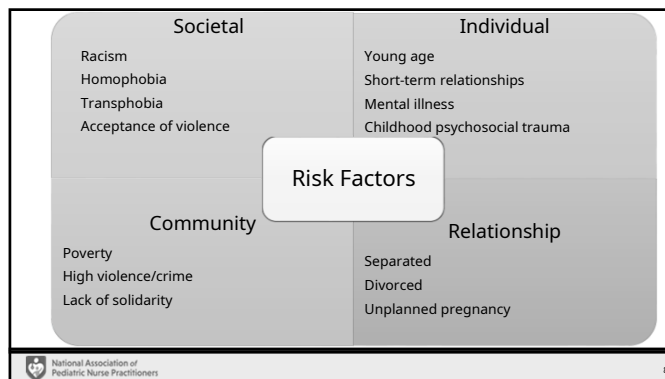 Societal
Racism
Homophobia
Transphobia
Acceptance of violence
Individual
Young age
Short-term relationships
Mental illness
Childhood psychosocial trauma
Risk Factors
Community
Poverty
High violence/crime
Lack of solidarity
Relationship
Separated
Divorced
Unplanned pregnancy
National Association of
Pediatric Nurse Practitioners